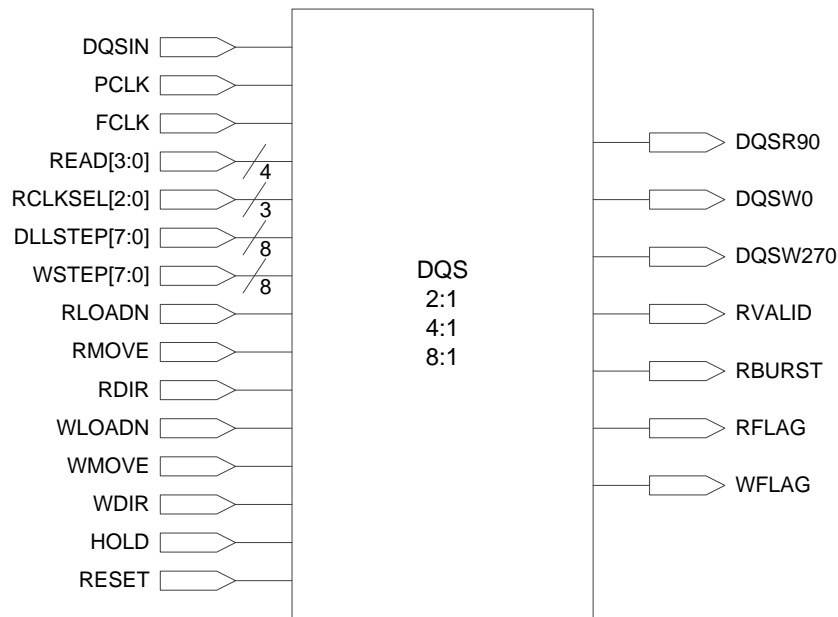 DQSIN
PCLK
FCLK
READ[3:0]
4
RCLKSEL[2:0]
3
DLLSTEP[7:0]
8
WSTEP[7:0]
8
RLOADN
RMOVE
RDIR
WLOADN
WMOVE
WDIR
HOLD
RESET
DQS
2:1
4:1
8:1
DQSR90
DQSW0
DQSW270
RVALID
RBURST
RFLAG
WFLAG